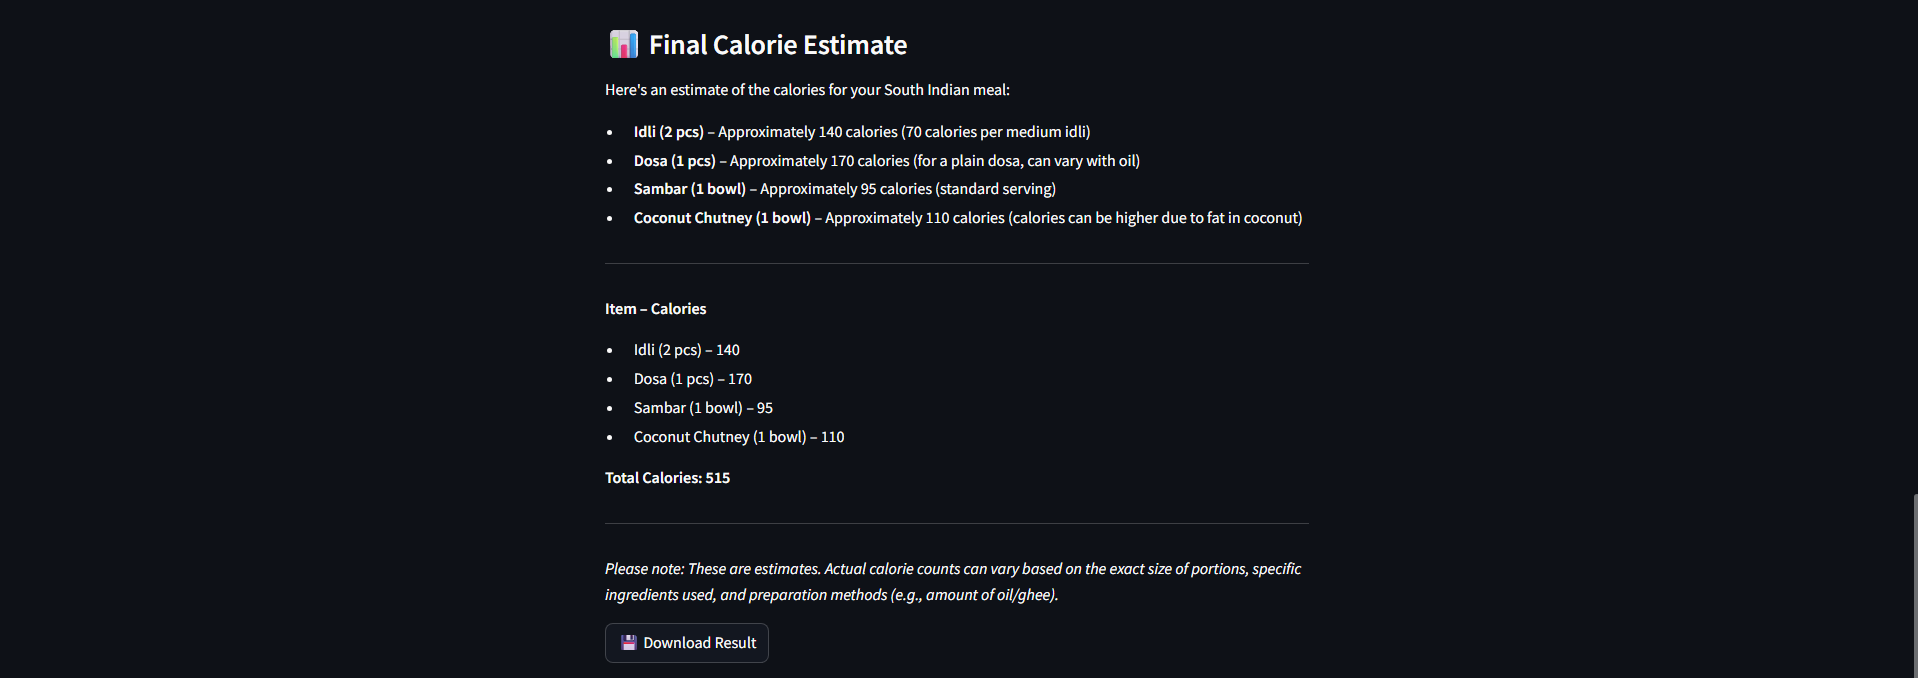 Final Calorie Estimate
Here's an estimate of the calories for your South Indian meal:
• Idli (2 pcs) – Approximately 140 calories (70 calories per medium idli)
• Dosa (1 pcs) – Approximately 170 calories (for a plain dosa, can vary with oil)
• Sambar (1 bowl) – Approximately 95 calories (standard serving)
• Coconut Chutney (1 bowl) – Approximately 110 calories (calories can be higher due to fat in coconut)
Item – Calories
• Idli (2 pcs) – 140
• Dosa (1 pcs) – 170
• Sambar (1 bowl) – 95
• Coconut Chutney (1 bowl) – 110
Total Calories: 515
Please note: These are estimates. Actual calorie counts can vary based on the exact size of portions, specific
ingredients used, and preparation methods (e.g., amount of oil/ghee).
Download Result